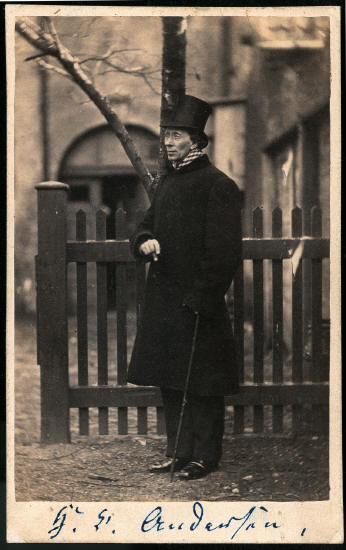 H. C. Andersen,